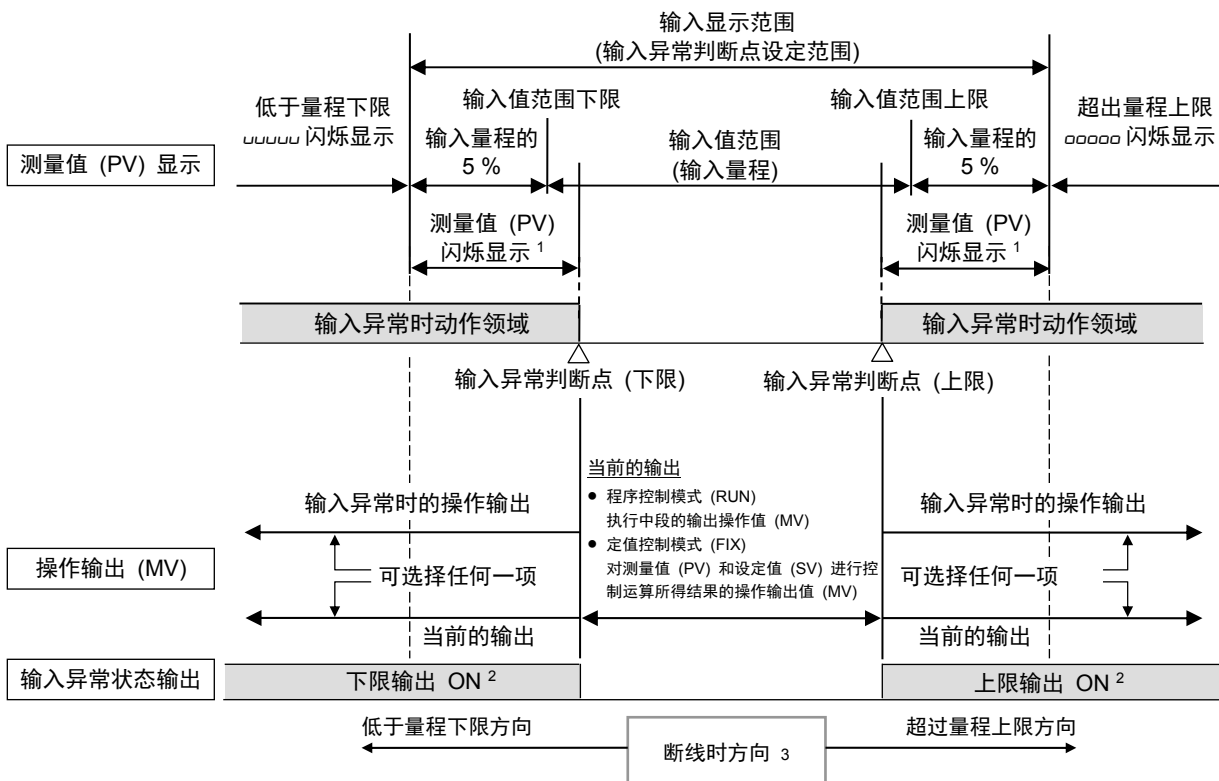 输入显示范围
(输入异常判断点设定范围)
低于量程下限
闪烁显示
输入值范围下限
输入值范围上限
超出量程上限
闪烁显示
测量值 (PV) 显示
输入量程的
5 %
输入值范围
(输入量程)
输入量程的
5 %
测量值 (PV)
闪烁显示 1
测量值 (PV)
闪烁显示 1
输入异常时动作领域
输入异常时动作领域
输入异常判断点 (下限)
输入异常判断点 (上限)
当前的输出
● 程序控制模式 (RUN)
执行中段的输出操作值 (MV)
● 定值控制模式 (FIX)
对测量值 (PV) 和设定值 (SV) 进行控
制运算所得结果的操作输出值 (MV)
输入异常时的操作输出
输入异常时的操作输出
操作输出 (MV)
可选择任何一项
可选择任何一项
当前的输出
当前的输出
输入异常状态输出
下限输出 ON 2
上限输出 ON 2
低于量程下限方向
超过量程上限方向
断线时方向 3